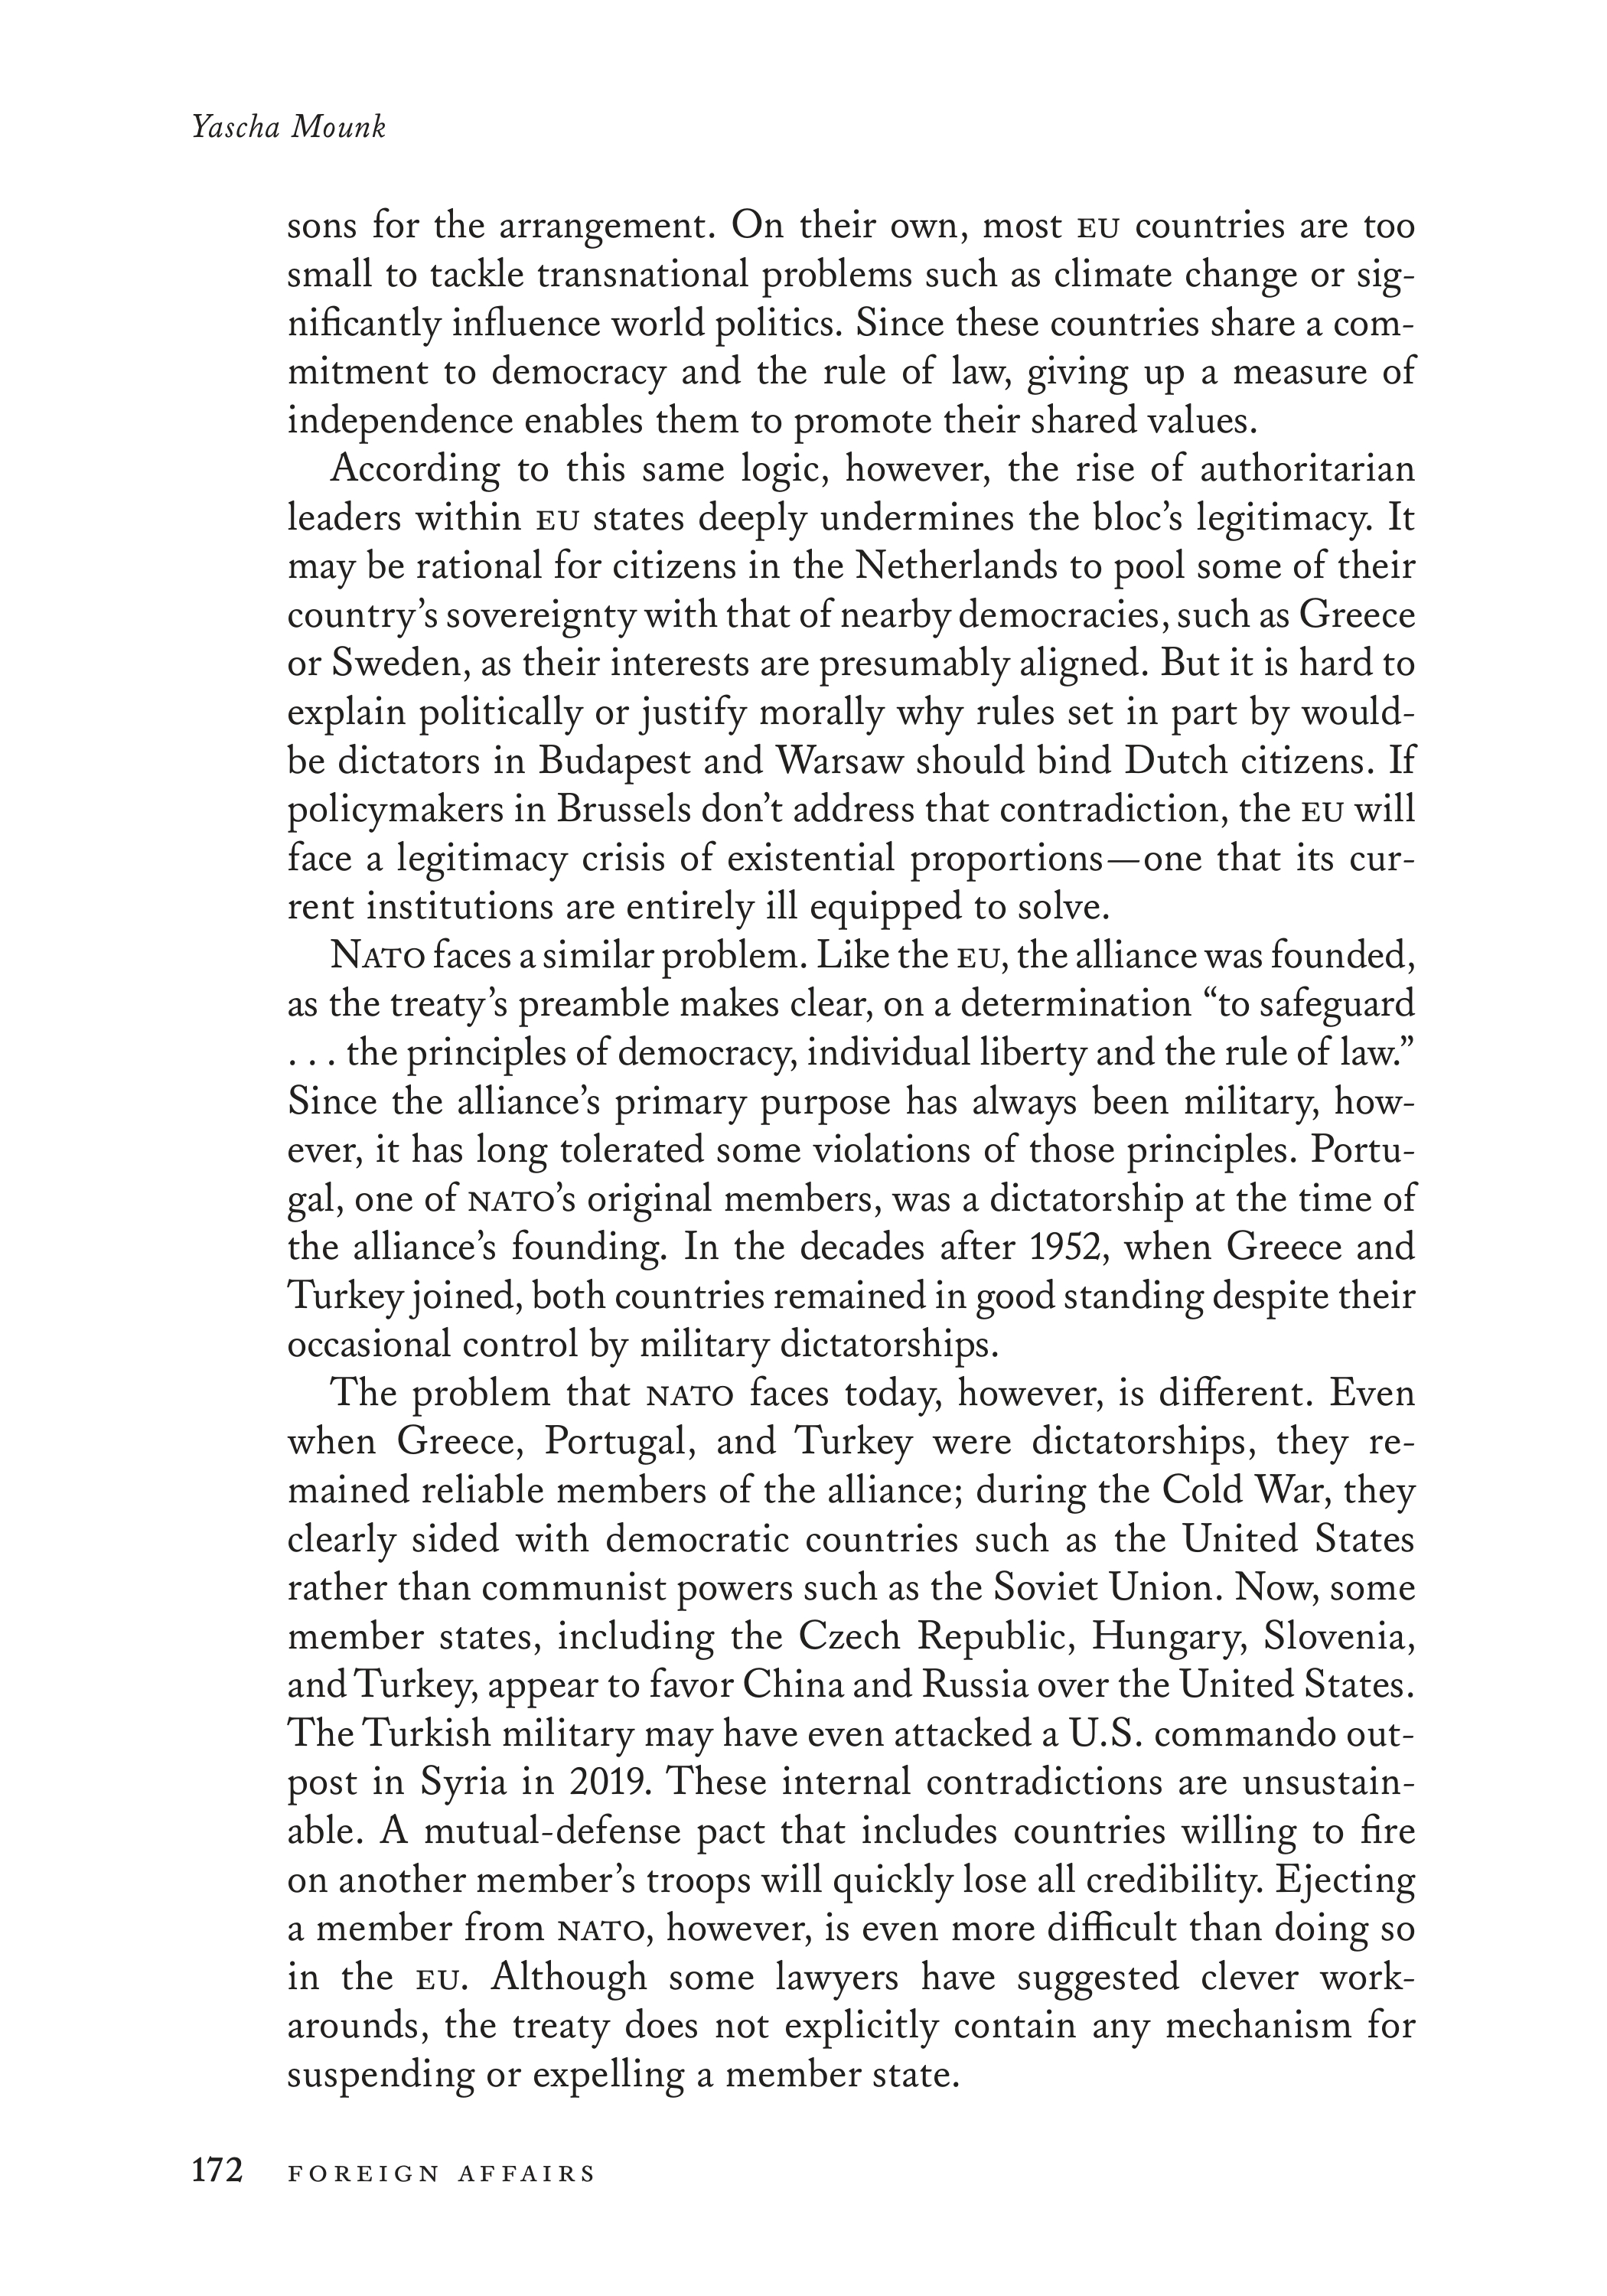 Yascha Mounk
sons for the arrangement. On their own, most EU countries are too
small to tackle transnational problems such as climate change or sig-
nificantly influence world politics. Since these countries share a com-
mitment to democracy and the rule of law, giving up a measure of
independence enables them to promote their shared values.
According to this same logic, however, the rise of authoritarian
leaders within EU states deeply undermines the bloc’s legitimacy. It
may be rational for citizens in the Netherlands to pool some of their
country’s sovereignty with that of nearby democracies, such as Greece
or Sweden, as their interests are presumably aligned. But it is hard to
explain politically or justify morally why rules set in part by would-
be dictators in Budapest and Warsaw should bind Dutch citizens. If
policymakers in Brussels don’t address that contradiction, the EU will
face a legitimacy crisis of existential proportions—one that its cur-
rent institutions are entirely ill equipped to solve.
NATO faces a similar problem. Like the EU, the alliance was founded,
as the treaty’s preamble makes clear, on a determination “to safeguard
. . . the principles of democracy, individual liberty and the rule of law.”
Since the alliance’s primary purpose has always been military, how-
ever, it has long tolerated some violations of those principles. Portu-
gal, one of NATO’s original members, was a dictatorship at the time of
the alliance’s founding. In the decades after 1952, when Greece and
Turkey joined, both countries remained in good standing despite their
occasional control by military dictatorships.
The problem that NATO faces today, however, is different. Even
when Greece, Portugal, and Turkey were dictatorships, they re-
mained reliable members of the alliance; during the Cold War, they
clearly sided with democratic countries such as the United States
rather than communist powers such as the Soviet Union. Now, some
member states, including the Czech Republic, Hungary, Slovenia,
and Turkey, appear to favor China and Russia over the United States.
The Turkish military may have even attacked a U.S. commando out-
post in Syria in 2019. These internal contradictions are unsustain-
able. A mutual-defense pact that includes countries willing to fire
on another member’s troops will quickly lose all credibility. Ejecting
a member from NATO, however, is even more difficult than doing so
in the EU. Although some lawyers have suggested clever work-
arounds, the treaty does not explicitly contain any mechanism for
suspending or expelling a member state.
172 FOREIGN AFFAIRS